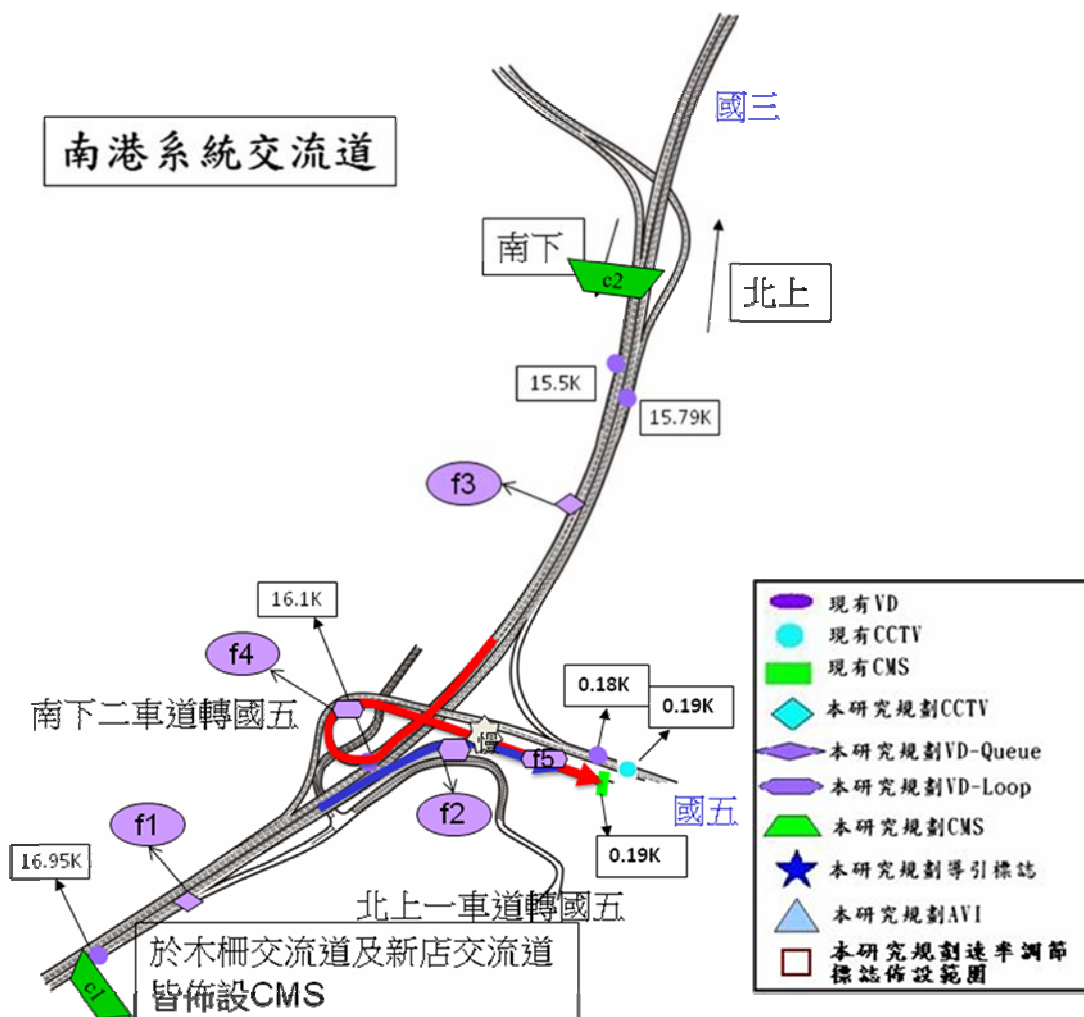 國三
南港系統交流道
南下
c2
北上
15.5K
15.79K
f3
16.1K
f4
0.18K
0.19K
南下二車道轉國五
f5
國五
f2
f1
0.19K
16.95K
北上一車道轉國五
於木柵交流道及新店交流道
皆佈設CMS
c1
現有VD
現有CCTV
現有CMS
本研究規劃CCTV
本研究規劃VD-Queue
本研究規劃VD-Loop
本研究規劃CMS
本研究規劃導引標誌
本研究規劃AVI
本研究規劃速率調節
標誌佈設範圍